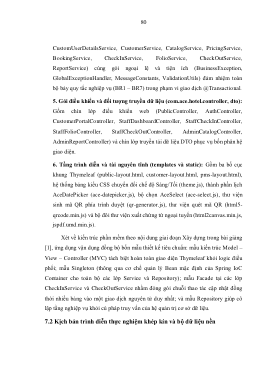 80
CustomUserDetailsService, CustomerService, CatalogService, PricingService,
BookingService, CheckInService, FolioService, CheckOutService,
ReportService) cùng gói ngoại lệ và tiện ích (BusinessException,
GlobalExceptionHandler, MessageConstants, ValidationUtils) đảm nhiệm toàn
bộ bảy quy tắc nghiệp vụ (BR1 – BR7) trong phạm vi giao dịch @Transactional.
5. Gói điều khiển và đối tượng truyền dữ liệu (com.ace.hotel.controller, dto):
Gồm chín lớp điều khiển web (PublicController, AuthController,
CustomerPortalController, StaffDashboardController, StaffCheckInController,
StaffFolioController, StaffCheckOutController, AdminCatalogController,
AdminReportController) và chín lớp truyền tải dữ liệu DTO phục vụ bốn phân hệ
giao diện.
6. Tầng trình diễn và tài nguyên tĩnh (templates và static): Gồm ba bố cục
khung Thymeleaf (public-layout.html, customer-layout.html, pms-layout.html),
hệ thống bảng kiểu CSS chuyển đổi chế độ Sáng/Tối (theme.js), thành phần lịch
AceDatePicker (ace-datepicker.js), bộ chọn AceSelect (ace-select.js), thư viện
sinh mã QR phía trình duyệt (qr-generator.js), thư viện quét mã QR (html5-
qrcode.min.js) và bộ đôi thư viện xuất chứng từ ngoại tuyến (html2canvas.min.js,
jspdf.umd.min.js).
Xét về kiến trúc phần mềm theo nội dung giai đoạn Xây dựng trong bài giảng
[1], ứng dụng vận dụng đồng bộ bốn mẫu thiết kế tiêu chuẩn: mẫu kiến trúc Model –
View – Controller (MVC) tách biệt hoàn toàn giao diện Thymeleaf khỏi logic điều
phối; mẫu Singleton (thông qua cơ chế quản lý Bean mặc định của Spring IoC
Container cho toàn bộ các lớp Service và Repository); mẫu Facade tại các lớp
CheckInService và CheckOutService nhằm đóng gói chuỗi thao tác cập nhật đồng
thời nhiều bảng vào một giao dịch nguyên tử duy nhất; và mẫu Repository giúp cô
lập tầng nghiệp vụ khỏi cú pháp truy vấn của hệ quản trị cơ sở dữ liệu.
7.2 Kịch bản trình diễn thực nghiệm khép kín và bộ dữ liệu nền